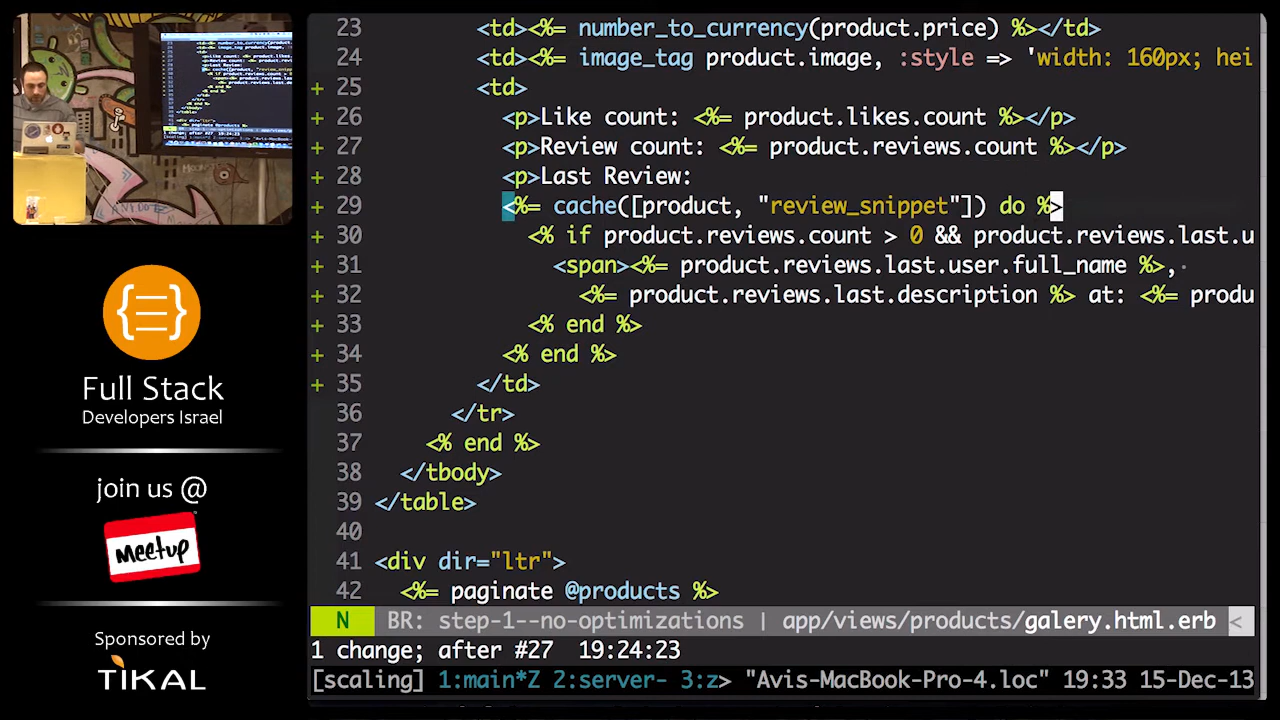 23 <td><%= number_to_currency(product.price) %></td>
24 <td><%= image_tag product.image, :style => 'width: 160px; hei
+ 25 <td>
+ 26 <p>Like count: <%= product.likes.count %></p>
+ 27 <p>Review count: <%= product.reviews.count %></p>
+ 28 <p>Last Review:
+ 29 <%= cache([product, "review_snippet"]) do %>
+ 30 <% if product.reviews.count > 0 && product.reviews.last.u
+ 31 <span><%= product.reviews.last.user.full_name %>,·
+ 32 <%= product.reviews.last.description %> at: <%= produ
+ 33 <% end %>
+ 34 <% end %>
+ 35 </td>
36 </tr>
37 <% end %>
38 </tbody>
39 </table>
40
41 <div dir="ltr">
42 <%= paginate @products %>
N BR: step-1--no-optimizations | app/views/products/galery.html.erb <
1 change; after #27 19:24:23
[scaling] 1:main*Z 2:server- 3:z> "Avis-MacBook-Pro-4.loc" 19:33 15-Dec-13
Full Stack
Developers Israel
join us @
Meetup
Sponsored by
TIKAL